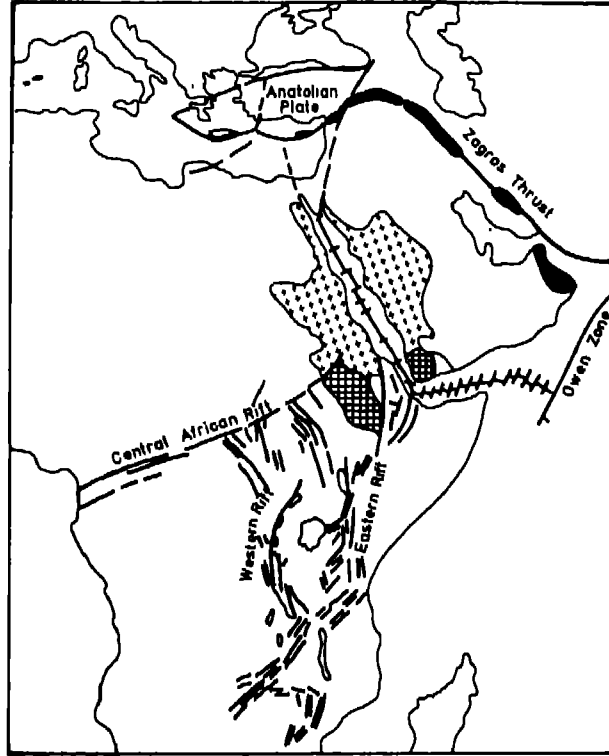 Anatolian
Plate
Zagros Thrust
Owen Zone
Central African Rift
Western Rift
Eastern Rift